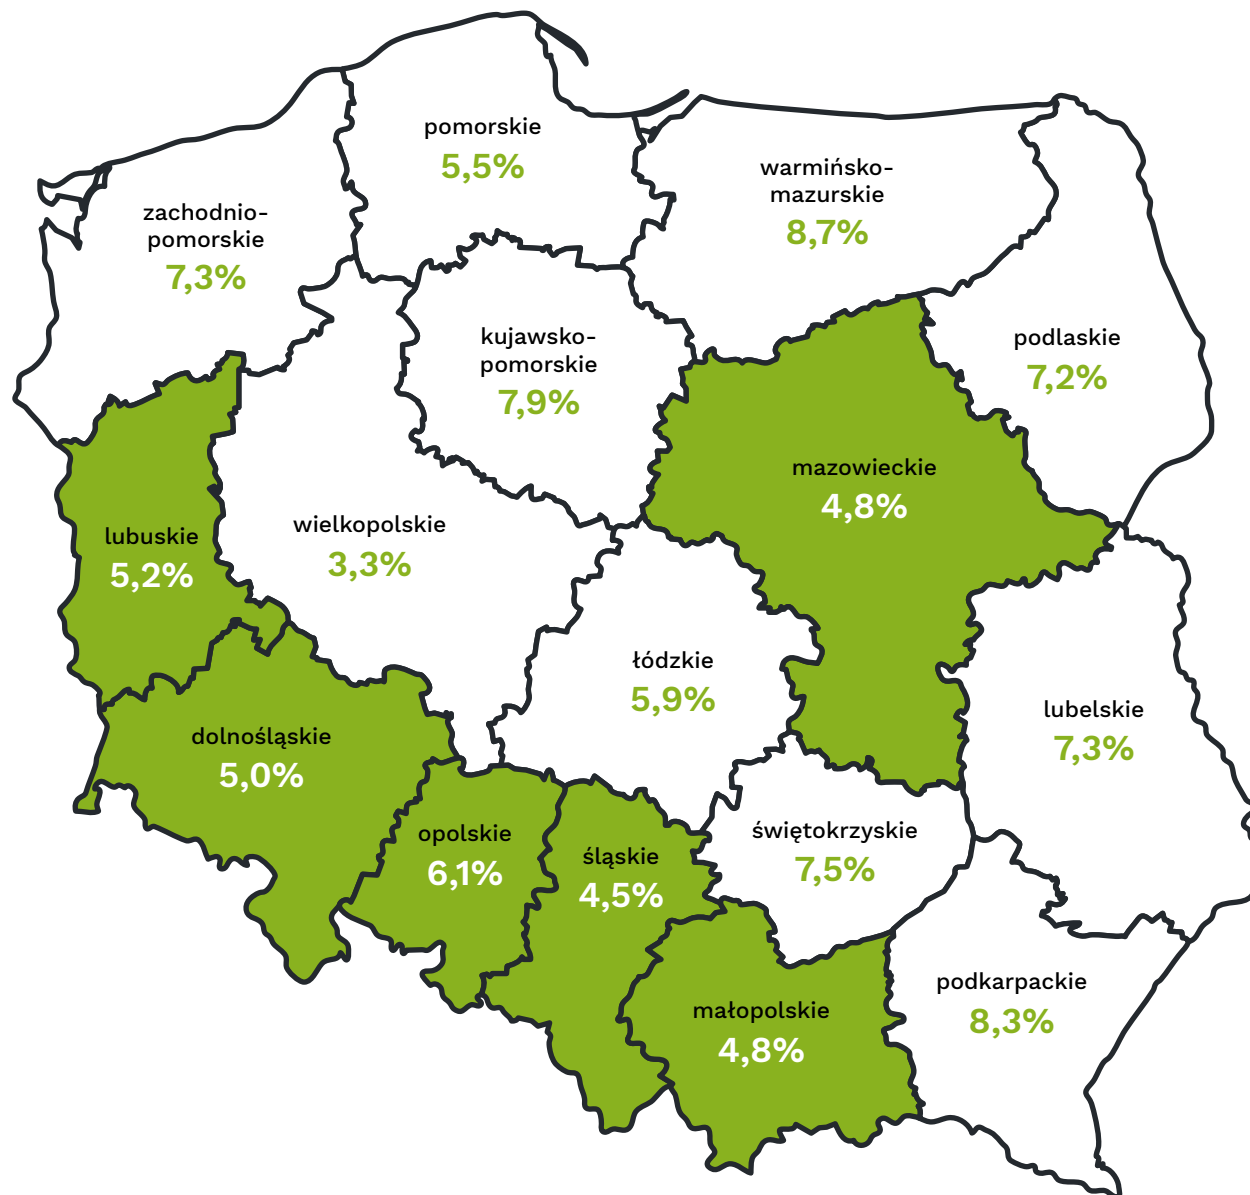 pomorskie
5,5%
warmińsko-
mazurskie
8,7%
zachodnio-
pomorskie
7,3%
kujawsko-
pomorskie
7,9%
podlaskie
7,2%
mazowieckie
4,8%
lubuskie
5,2%
wielkopolskie
3,3%
łódzkie
5,9%
lubelskie
7,3%
dolnośląskie
5,0%
opolskie
6,1%
śląskie
4,5%
świętokrzyskie
7,5%
małopolskie
4,8%
podkarpackie
8,3%